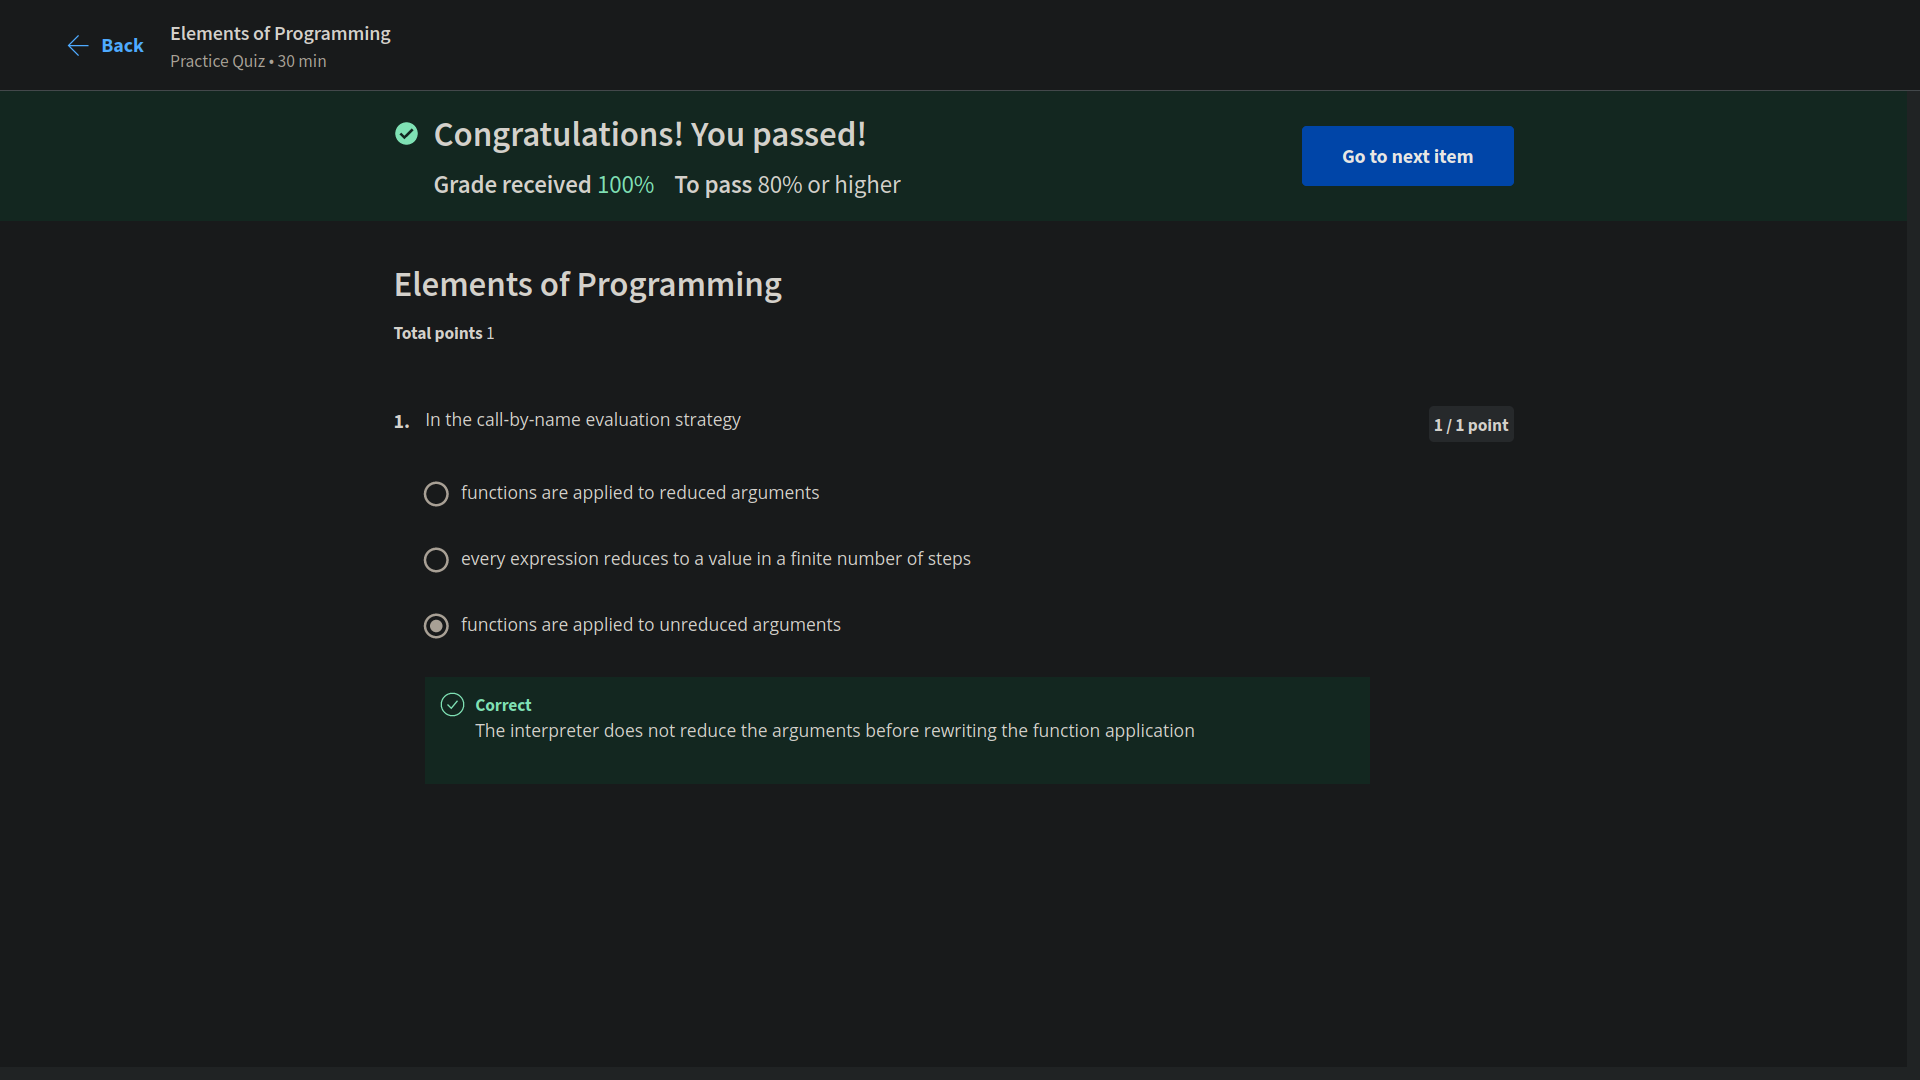 Back
Elements of Programming
Practice Quiz • 30 min
Congratulations! You passed!
Grade received 100% To pass 80% or higher
Go to next item
Elements of Programming
Total points 1
1. In the call-by-name evaluation strategy
1 / 1 point
functions are applied to reduced arguments
every expression reduces to a value in a finite number of steps
functions are applied to unreduced arguments
Correct
The interpreter does not reduce the arguments before rewriting the function application